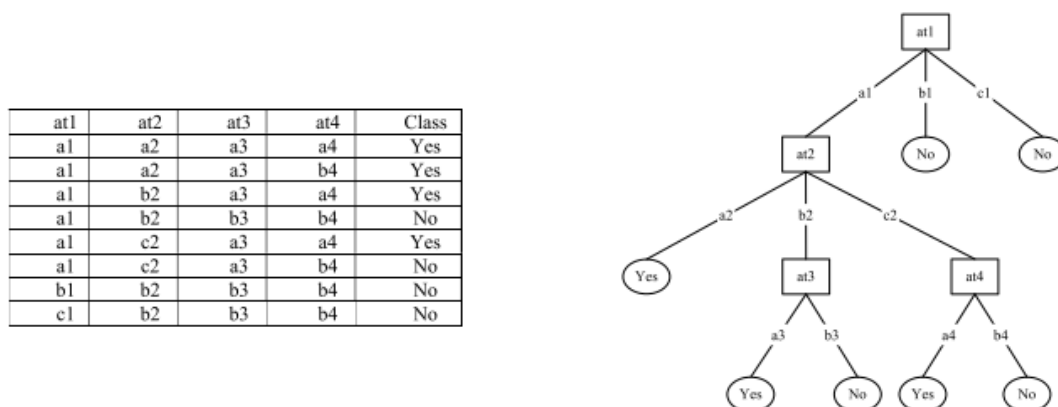 at1 at2 at3 at4 Class
a1 a2 a3 a4 Yes
a1 a2 a3 b4 Yes
a1 b2 a3 a4 Yes
a1 b2 b3 b4 No
a1 c2 a3 a4 Yes
a1 c2 a3 b4 No
b1 b2 b3 b4 No
c1 b2 b3 b4 No
at1
a1 b1 c1
at2 No No
a2 b2 c2
Yes at3 at4
a3 b3 a4 b4
Yes No Yes No